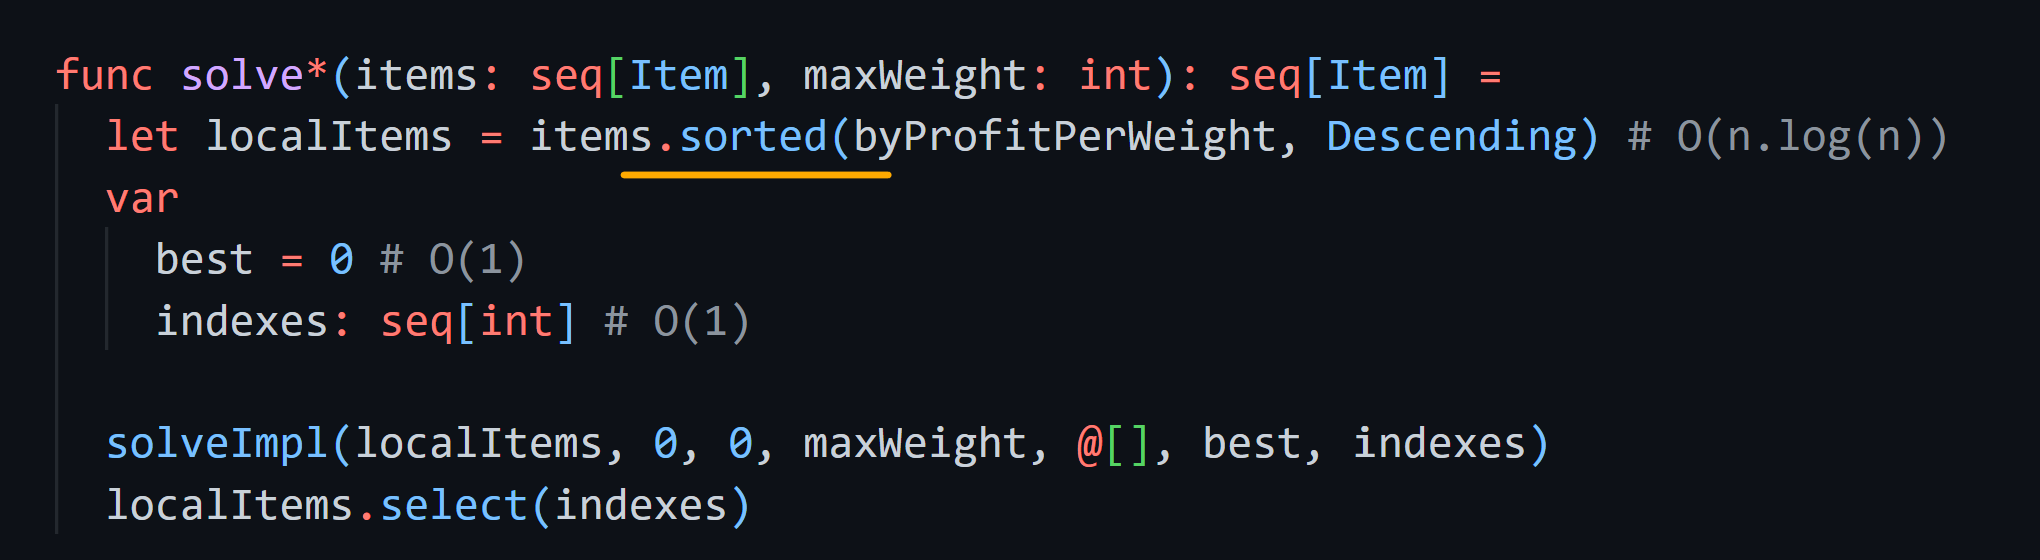 func solve*(items: seq[Item], maxWeight: int): seq[Item] =
let localItems = items.sorted(byProfitPerWeight, Descending) # O(n.log(n))
var
best = 0 # O(1)
indexes: seq[int] # O(1)
solveImpl(localItems, 0, 0, maxWeight, @[], best, indexes)
localItems.select(indexes)